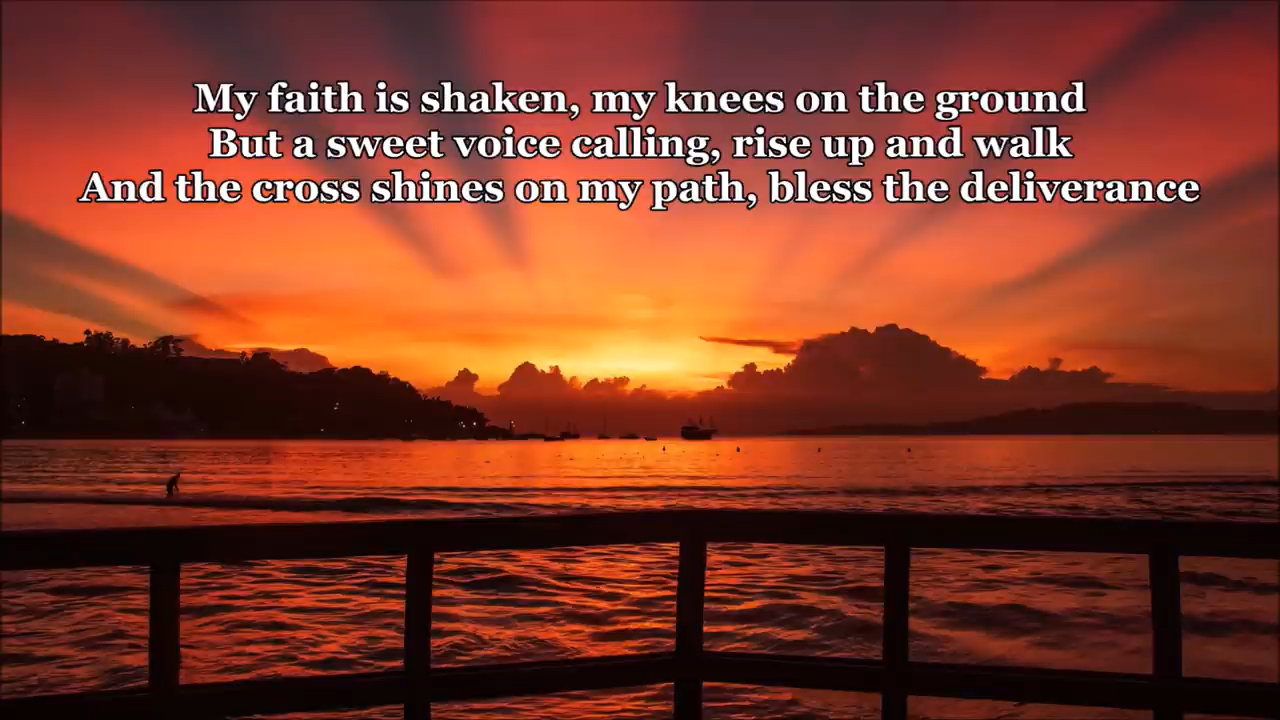 My faith is shaken, my knees on the ground
But a sweet voice calling, rise up and walk
And the cross shines on my path, bless the deliverance